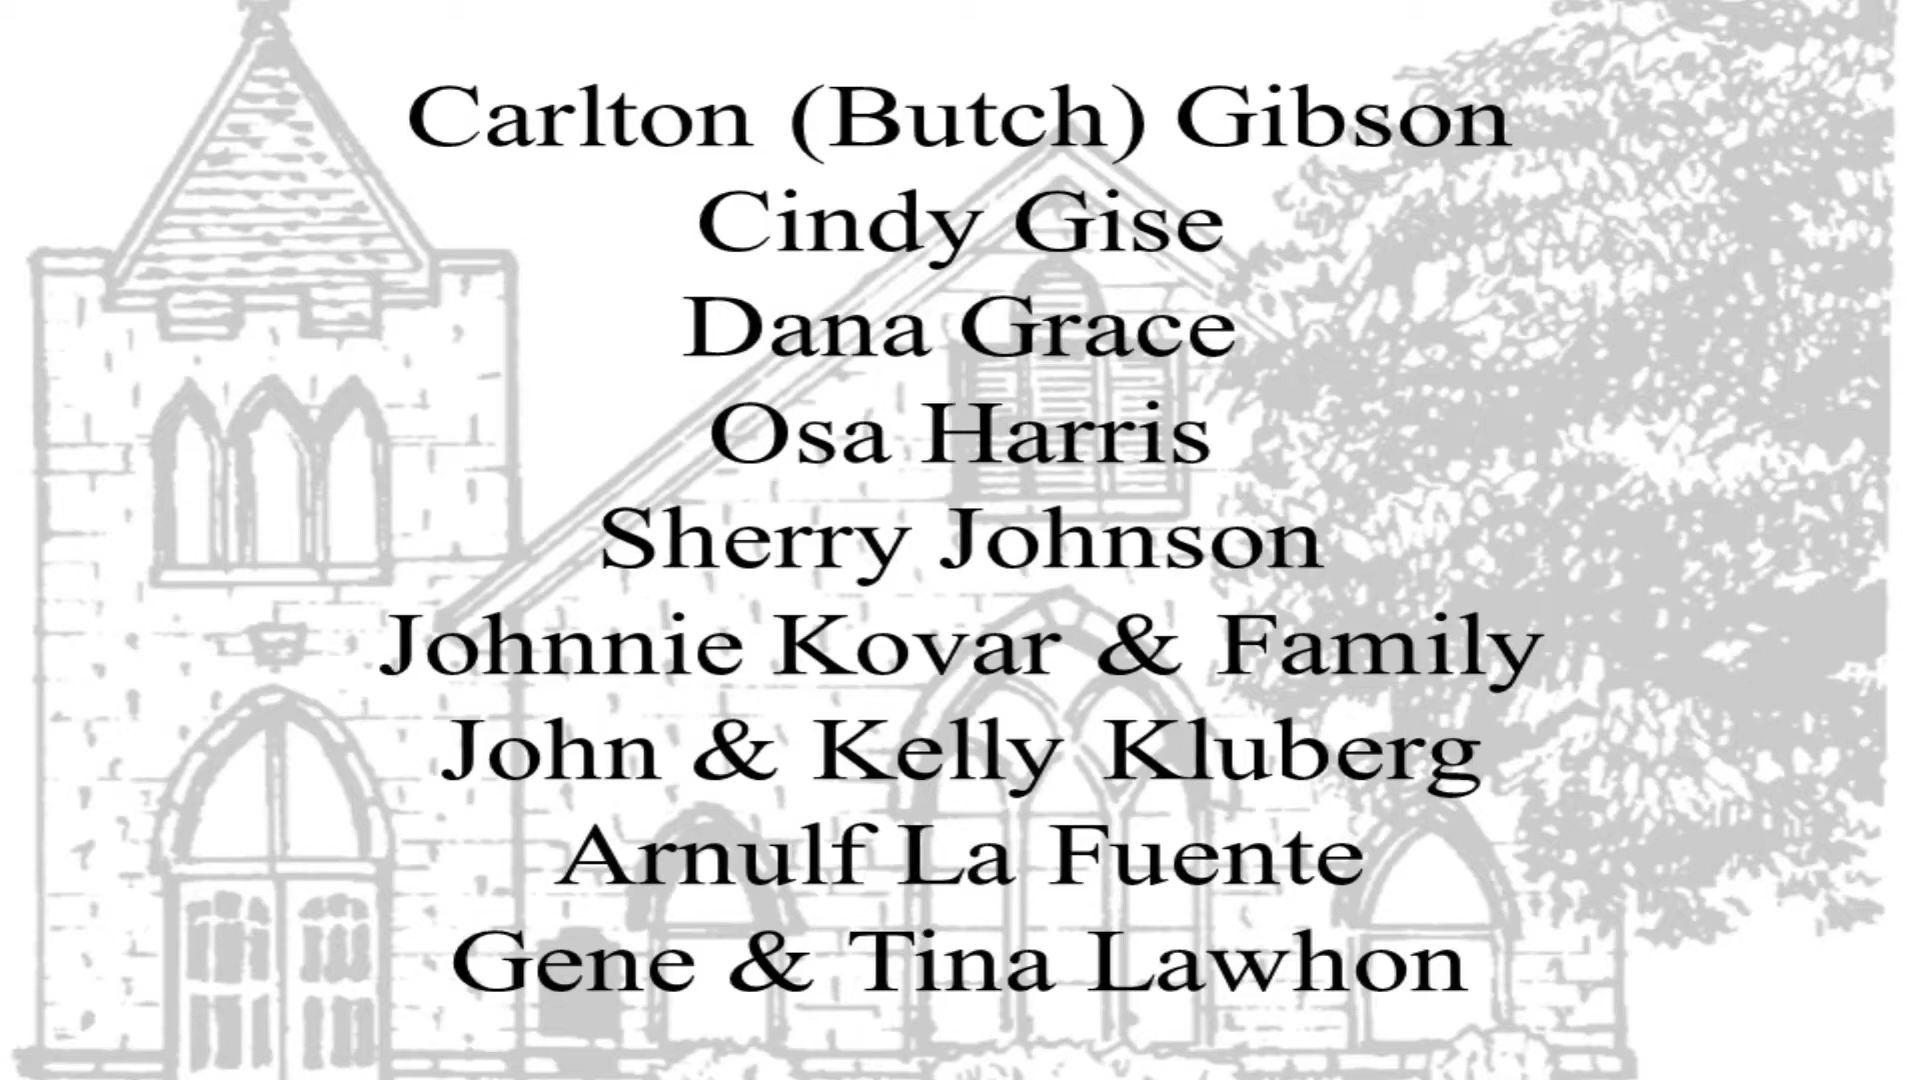 Carlton (Butch) Gibson
Cindy Gise
Dana Grace
Osa Harris
Sherry Johnson
Johnnie Kovar & Family
John & Kelly Kluberg
Arnulf La Fuente
Gene & Tina Lawhon